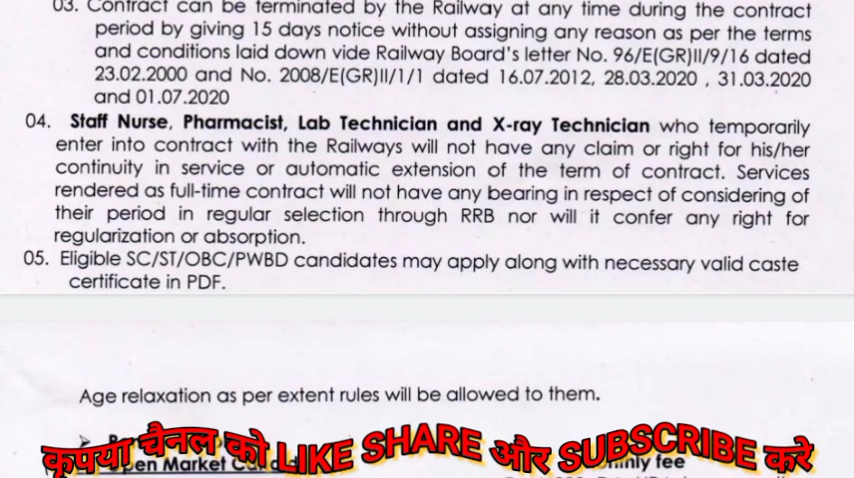 03. Contract can be terminated by the Railway at any time during the contract
period by giving 15 days notice without assigning any reason as per the terms
and conditions laid down vide Railway Board's letter No. 96/E(GR)II/9/16 dated
23.02.2000 and No. 2008/E(GR)II/1/1 dated 16.07.2012, 28.03.2020 , 31.03.2020
and 01.07.2020
04. Staff Nurse, Pharmacist, Lab Technician and X-ray Technician who temporarily
enter into contract with the Railways will not have any claim or right for his/her
continuity in service or automatic extension of the term of contract. Services
rendered as full-time contract will not have any bearing in respect of considering of
their period in regular selection through RRB nor will it confer any right for
regularization or absorption.
05. Eligible SC/ST/OBC/PWBD candidates may apply along with necessary valid caste
certificate in PDF.
Age relaxation as per extent rules will be allowed to them.
कृपया चैनल को LIKE SHARE और SUBSCRIBE करे
Market
fee